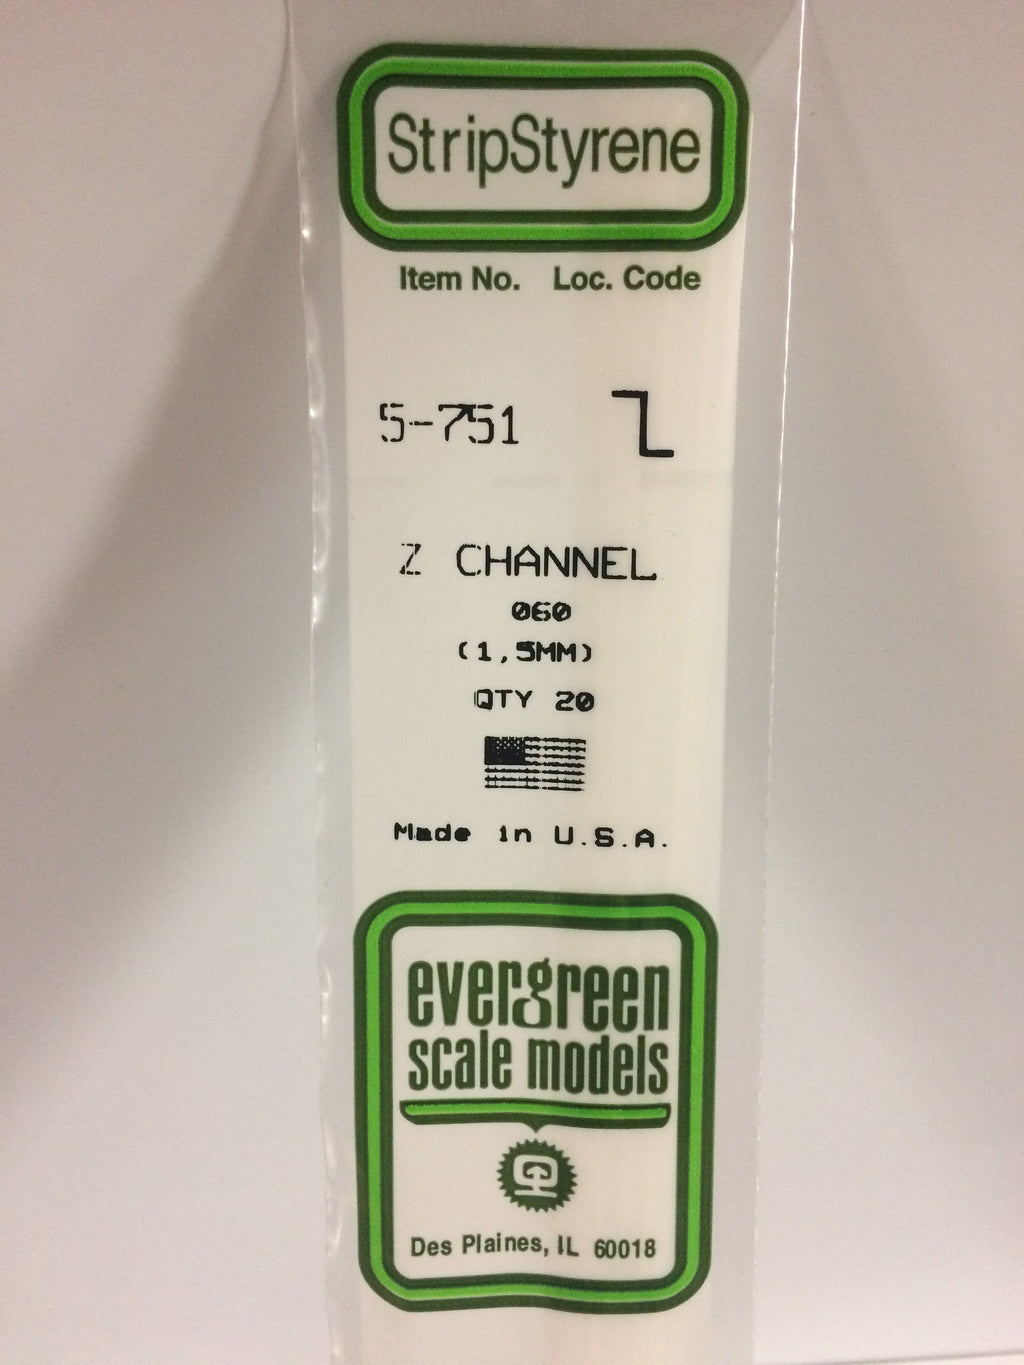 StripStyrene
Item No. Loc. Code
5-751
Z CHANNEL
060
(1,5MM)
QTY 20
Made in U.S.A.
evergreen
scale models
Des Plaines, IL 60018